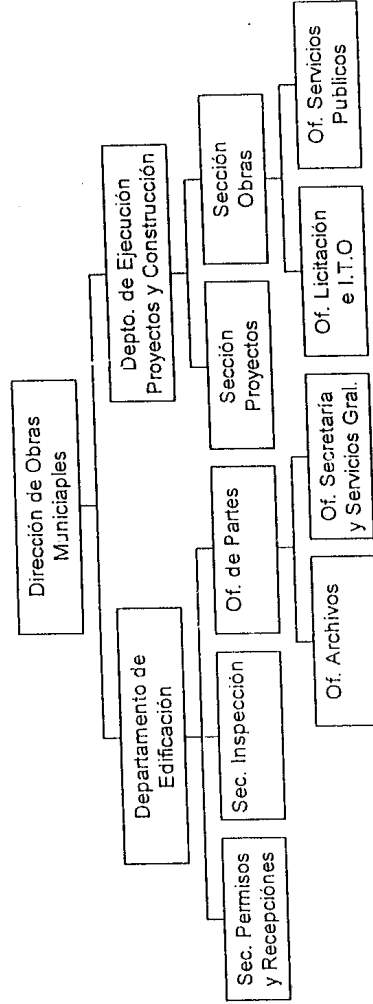 Dirección de Obras
Municiaples
Departamento de
Edificación
Depto. de Ejecución
Proyectos y Construcción
Sec. Permisos
y Recepciónes
Sec. Inspección
Of. de Partes
Sección
Proyectos
Sección
Obras
Of. Archivos
Of. Secretaría
y Servicios Gral.
Of. Licitación
e I.T.O
Of. Servicios
Publicos